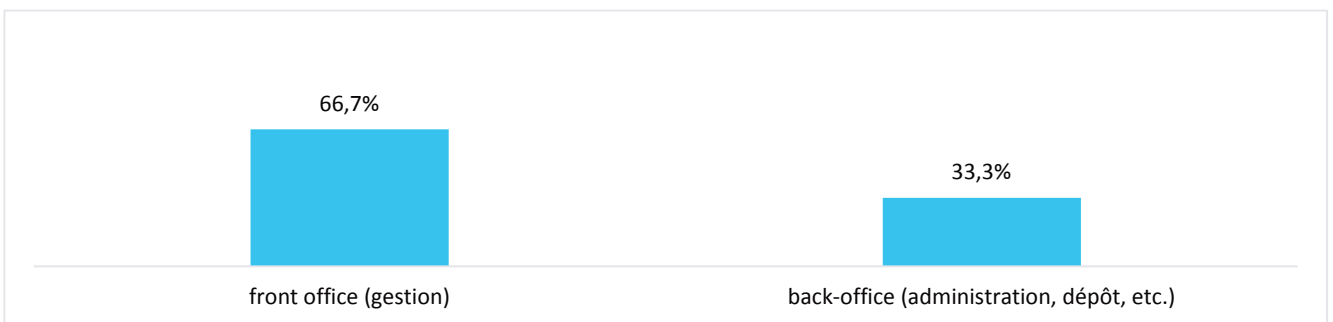 66,7%
33,3%
front office (gestion)
back-office (administration, dépôt, etc.)